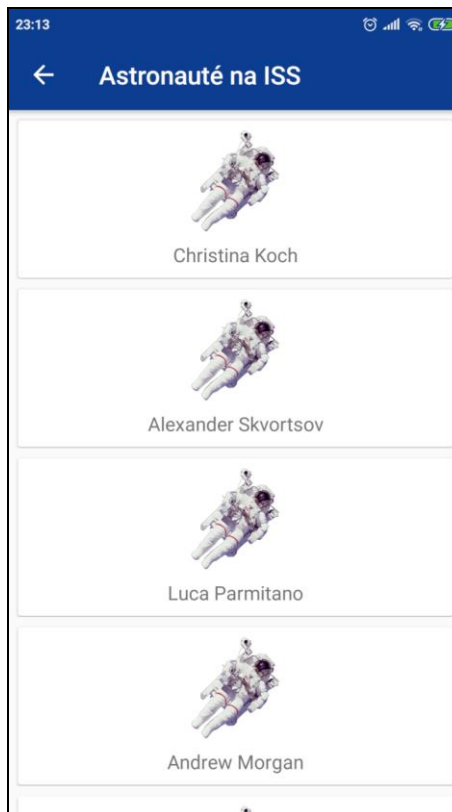 23:13
Astronauté na ISS
Christina Koch
Alexander Skvortsov
Luca Parmitano
Andrew Morgan